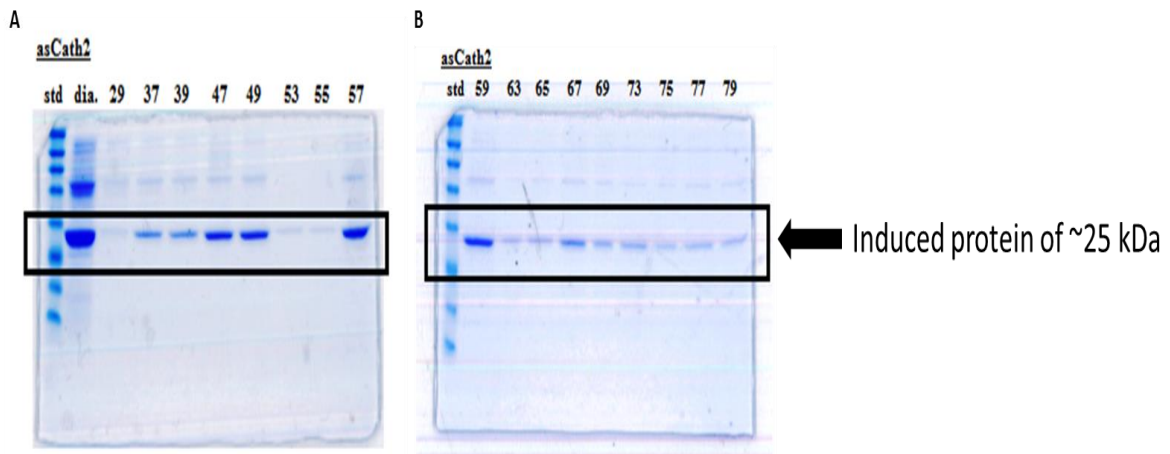 A
asCath2
std dia. 29 37 39 47 49 53 55 57
B
asCath2
std 59 63 65 67 69 73 75 77 79
Induced protein of ~25 kDa